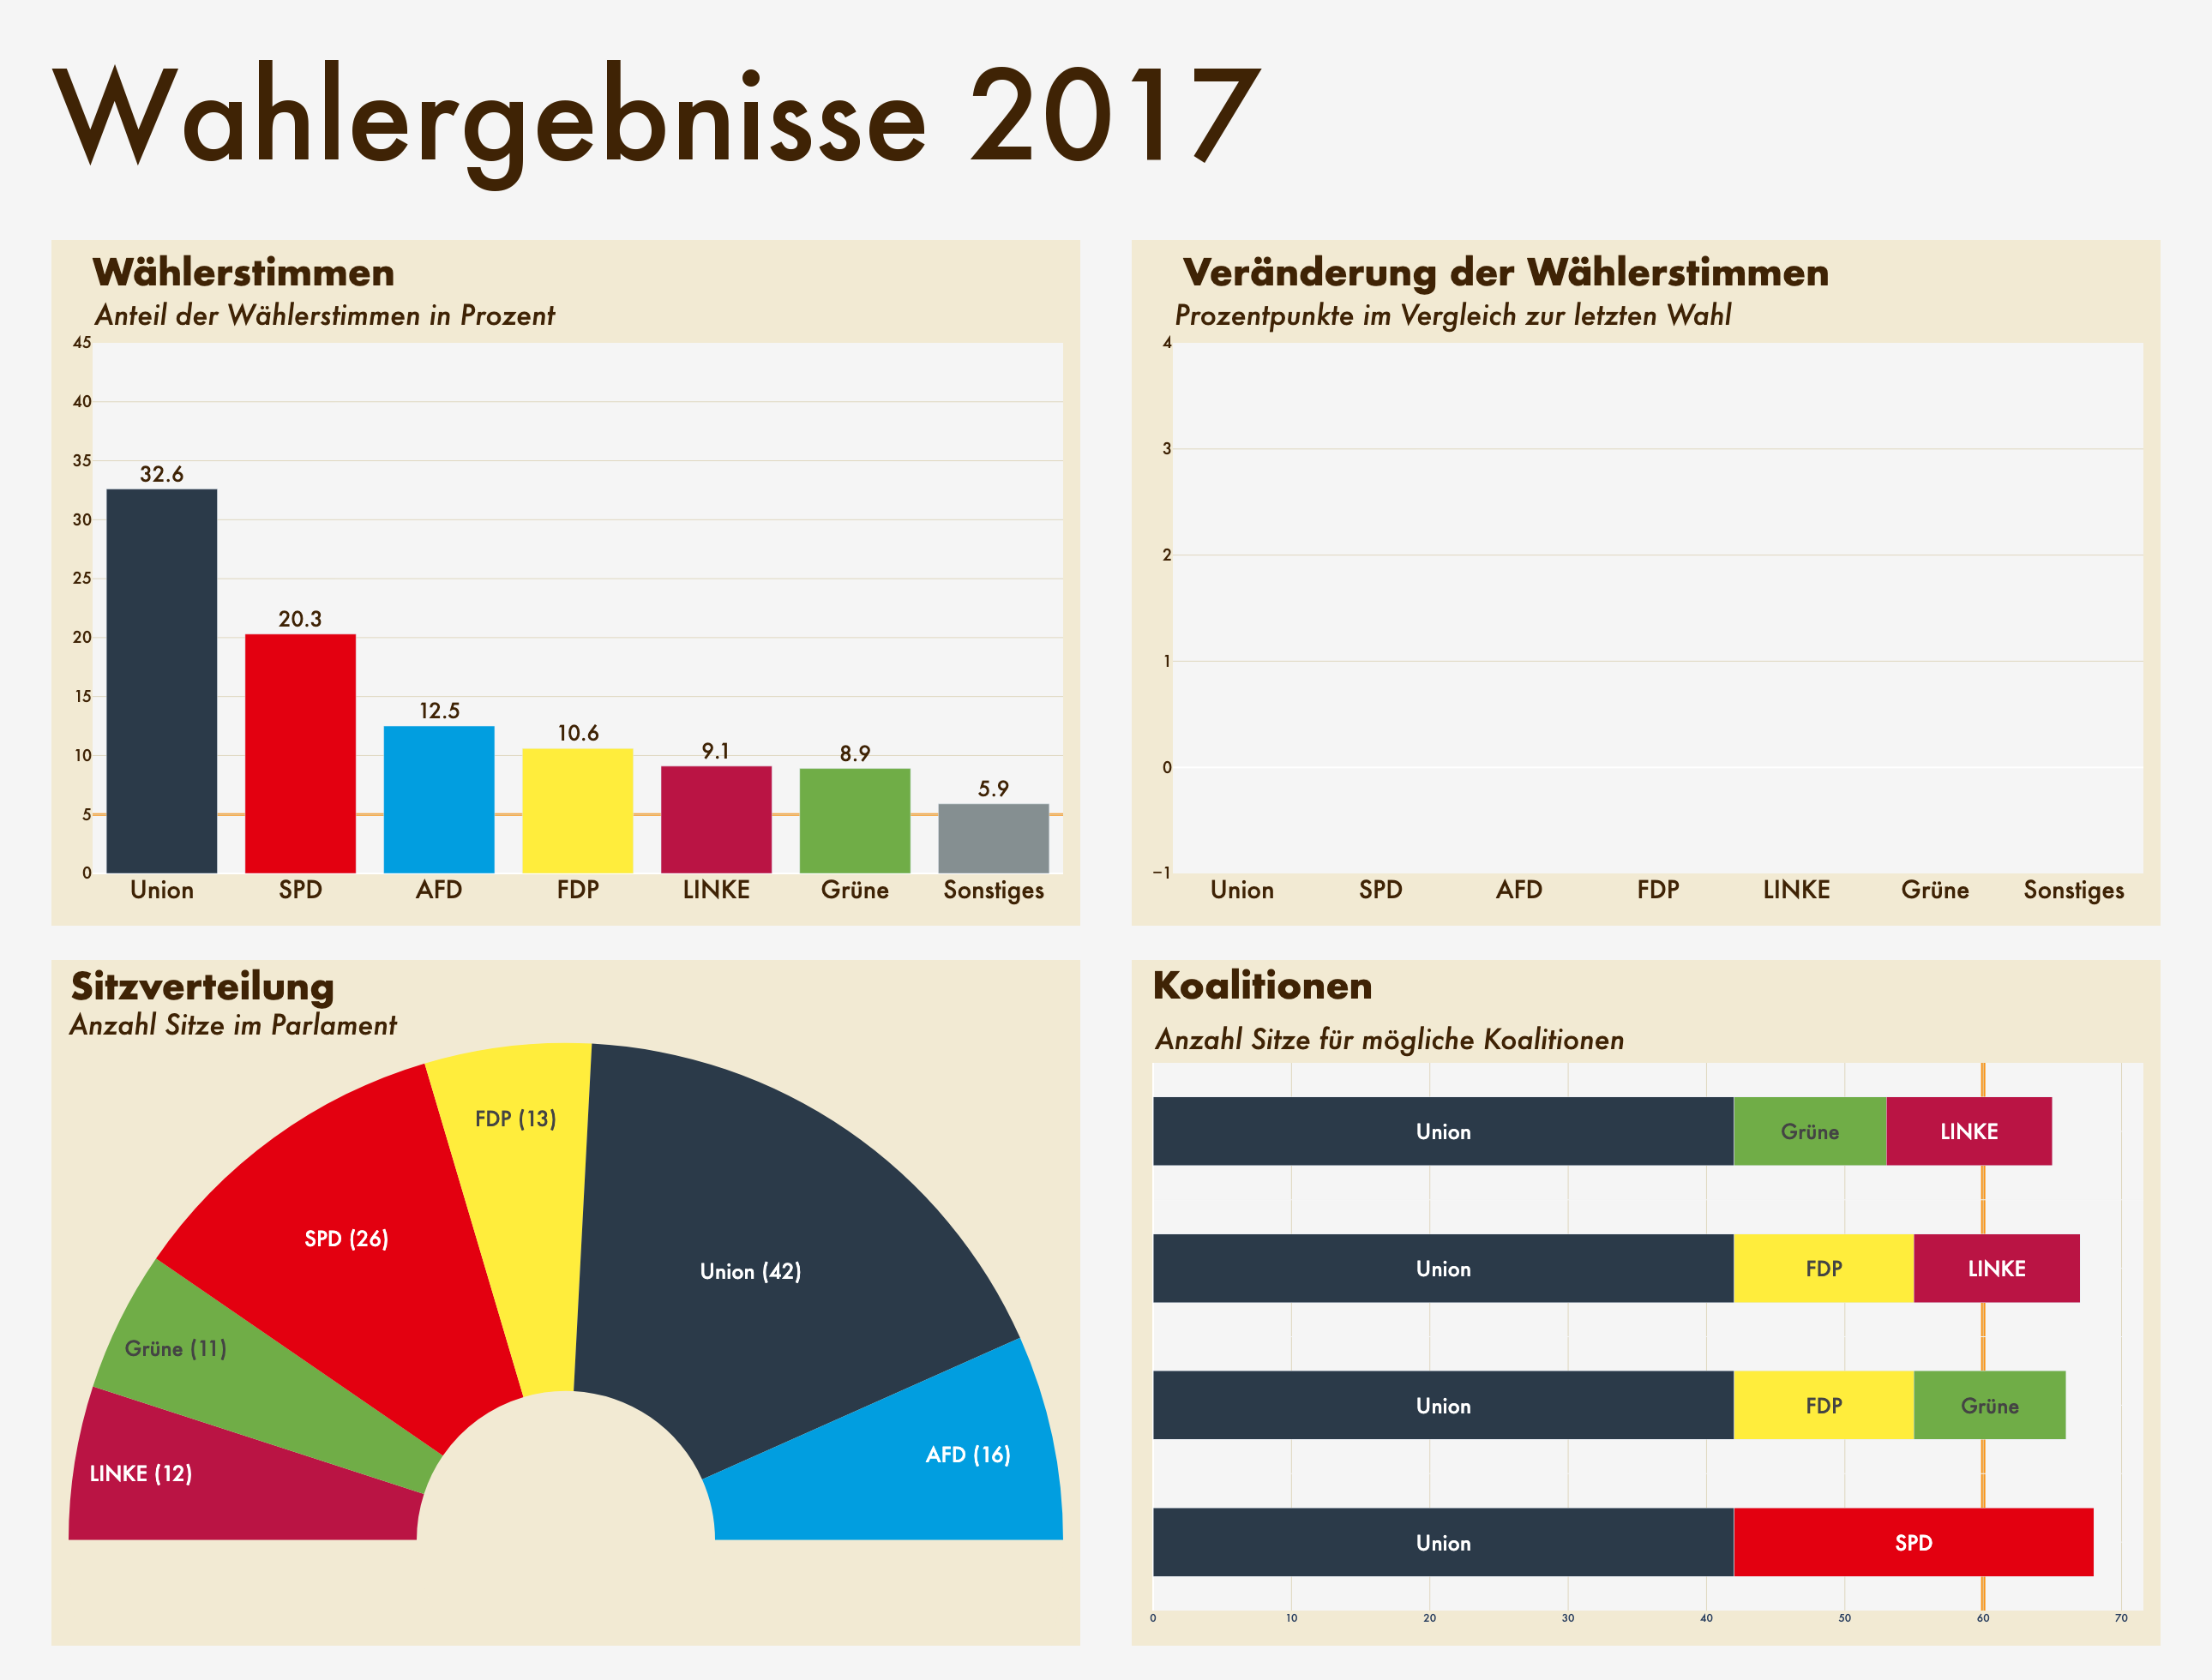 Wahlergebnisse 2017
Wählerstimmen
Anteil der Wählerstimmen in Prozent
45
40
35
30
25
20
15
10
5
0
32.6
20.3
12.5
10.6
9.1
8.9
5.9
Union SPD AFD FDP LINKE Grüne Sonstiges
Veränderung der Wählerstimmen
Prozentpunkte im Vergleich zur letzten Wahl
4
3
2
1
0
−1
Union SPD AFD FDP LINKE Grüne Sonstiges
Sitzverteilung
Anzahl Sitze im Parlament
FDP (13)
SPD (26)
Union (42)
Grüne (11)
AFD (16)
LINKE (12)
Koalitionen
Anzahl Sitze für mögliche Koalitionen
Union Grüne LINKE
Union FDP LINKE
Union FDP Grüne
Union SPD
0 10 20 30 40 50 60 70